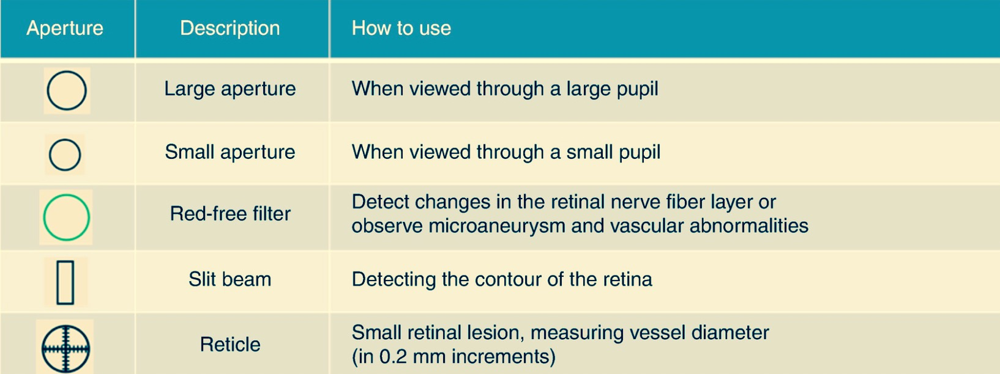 Aperture Description How to use
Large aperture When viewed through a large pupil
Small aperture When viewed through a small pupil
Red-free filter Detect changes in the retinal nerve fiber layer or
observe microaneurysm and vascular abnormalities
Slit beam Detecting the contour of the retina
Reticle Small retinal lesion, measuring vessel diameter
(in 0.2 mm increments)